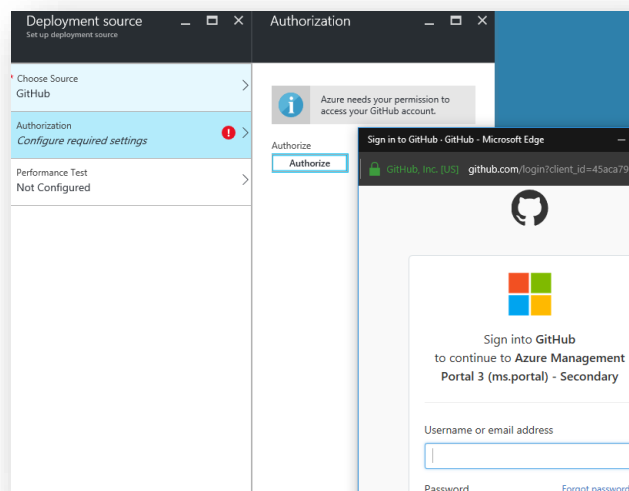 Deployment source
Set up deployment source
Choose Source
GitHub
Authorization
Configure required settings
Performance Test
Not Configured
Authorization
Azure needs your permission to
access your GitHub account.
Authorize
Authorize
Sign in to GitHub - GitHub - Microsoft Edge
GitHub, Inc. [US] github.com/login?client_id=45aca79
Sign into GitHub
to continue to Azure Management
Portal 3 (ms.portal) - Secondary
Username or email address
Password Forgot password